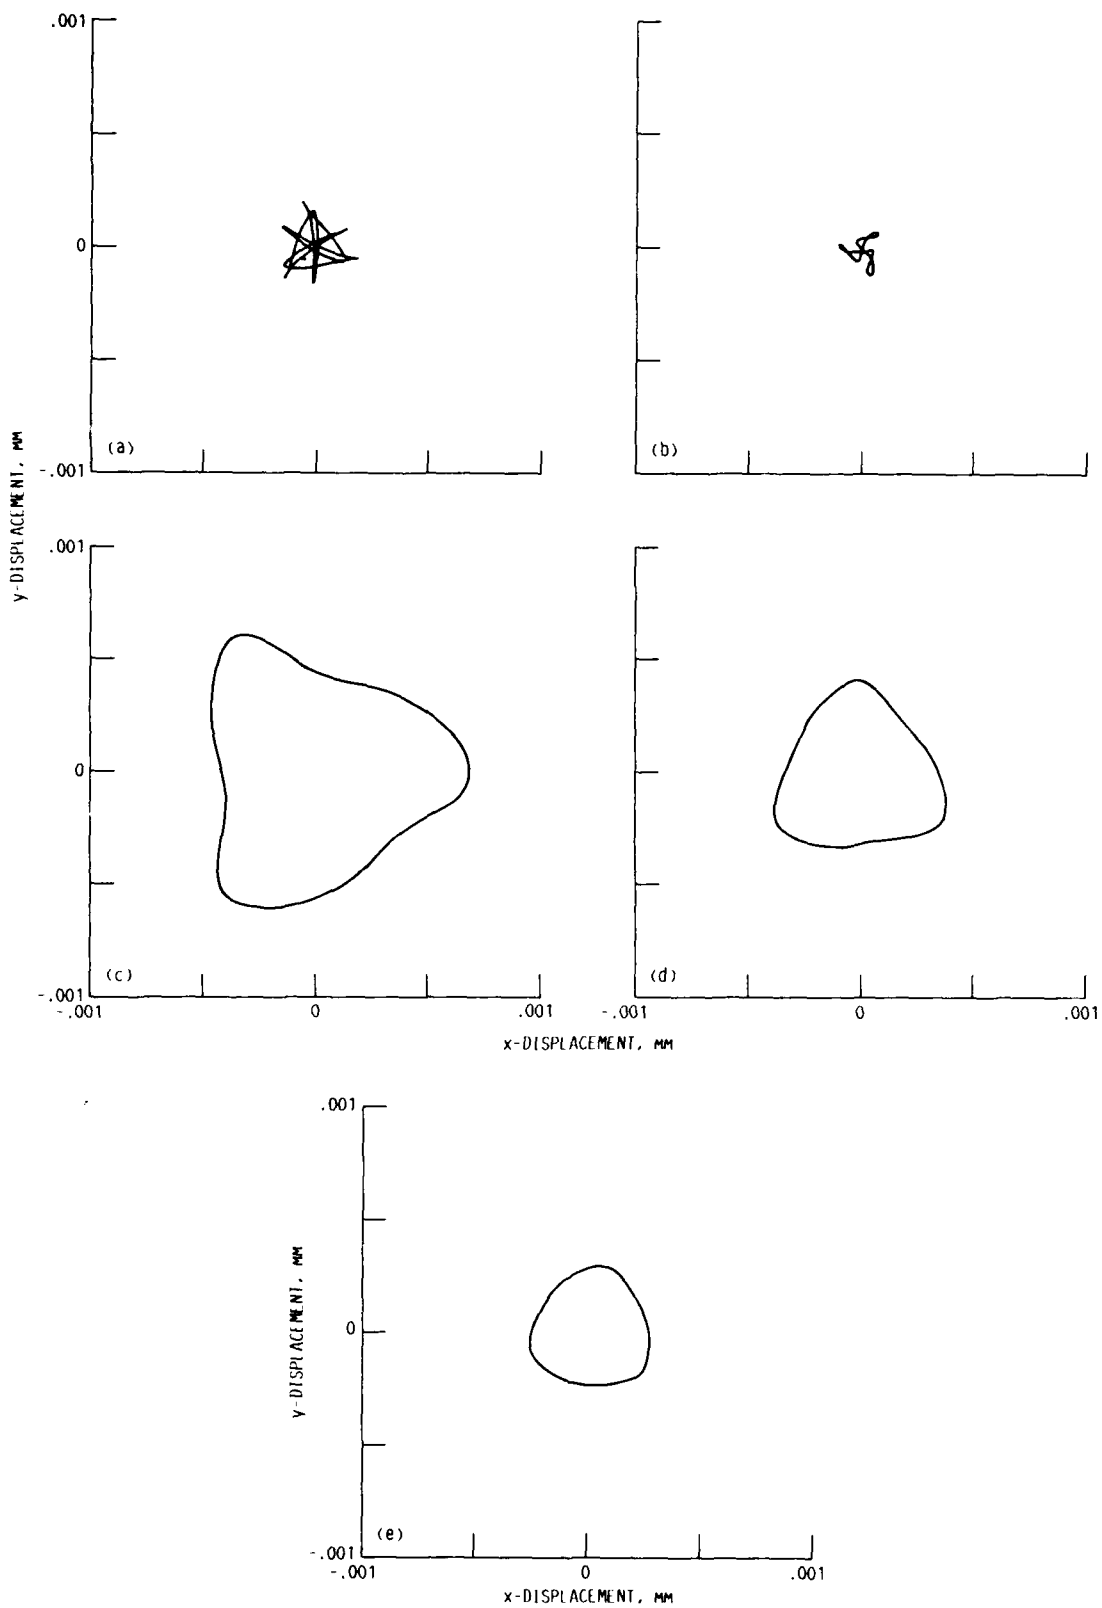 .001
0
-.001
(a)
(b)
y-DISPLACEMENT, MM
.001
0
-.001
(c)
(d)
-.001
0
.001
-.001
0
.001
x-DISPLACEMENT, MM
.001
0
-.001
y-DISPLACEMENT, MM
(e)
-.001
0
.001
x-DISPLACEMENT, MM